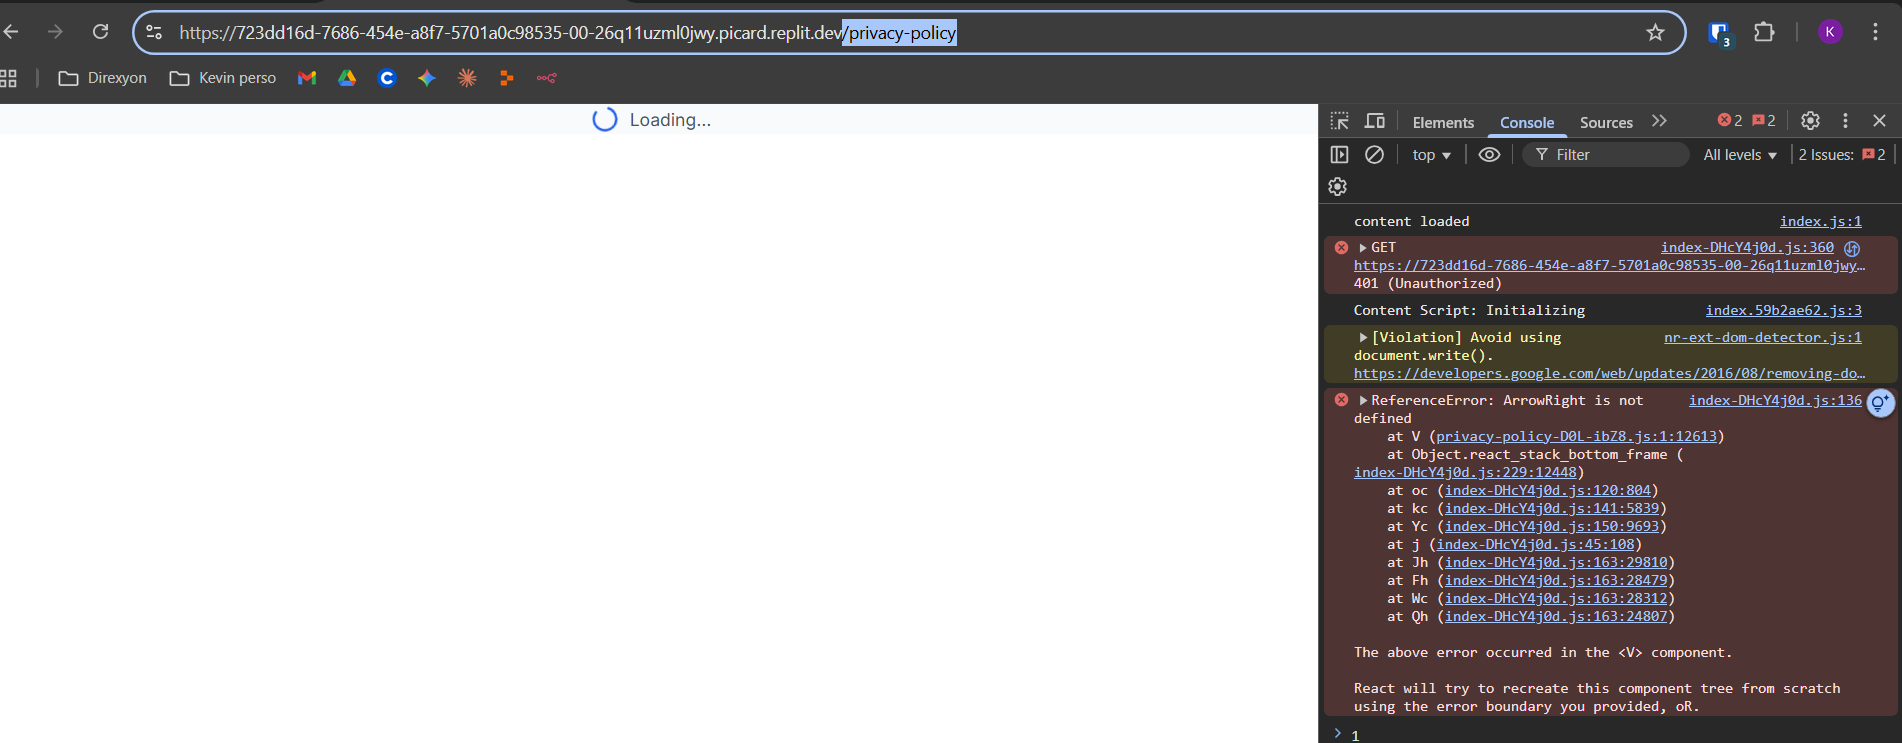 https://723dd16d-7686-454e-a8f7-5701a0c98535-00-26q11uzml0jwy.picard.replit.dev/privacy-policy
3
K
Direxyon
Kevin perso
C
Loading...
Elements
Console
Sources
2
2
top
Filter
All levels
2 Issues:
2
content loaded
index.js:1
GET
index-DHcY4j0d.js:360
https://723dd16d-7686-454e-a8f7-5701a0c98535-00-26q11uzml0jwy…
401 (Unauthorized)
Content Script: Initializing
index.59b2ae62.js:3
[Violation] Avoid using
nr-ext-dom-detector.js:1
document.write().
https://developers.google.com/web/updates/2016/08/removing-do…
ReferenceError: ArrowRight is not
index-DHcY4j0d.js:136
defined
at V (privacy-policy-D0L-ibZ8.js:1:12613)
at Object.react_stack_bottom_frame (
index-DHcY4j0d.js:229:12448)
at oc (index-DHcY4j0d.js:120:804)
at kc (index-DHcY4j0d.js:141:5839)
at Yc (index-DHcY4j0d.js:150:9693)
at j (index-DHcY4j0d.js:45:108)
at Jh (index-DHcY4j0d.js:163:29810)
at Fh (index-DHcY4j0d.js:163:28479)
at Wc (index-DHcY4j0d.js:163:28312)
at Qh (index-DHcY4j0d.js:163:24807)
The above error occurred in the <V> component.
React will try to recreate this component tree from scratch
using the error boundary you provided, oR.
1